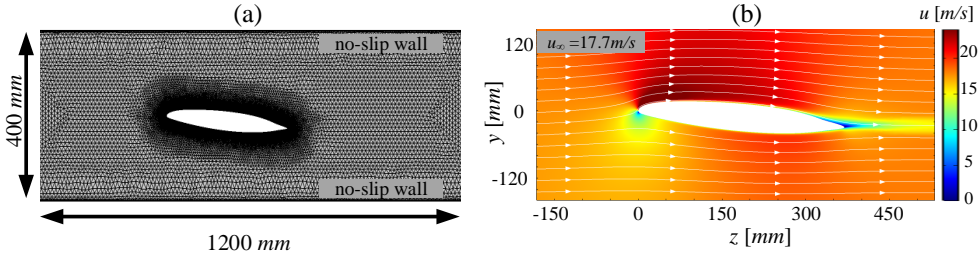 (a)
no-slip wall
400 mm
no-slip wall
1200 mm
(b)
u [m/s]
u∞ =17.7m/s
120
0
-120
y [mm]
-150
0
150
300
450
z [mm]
20
15
10
5
0